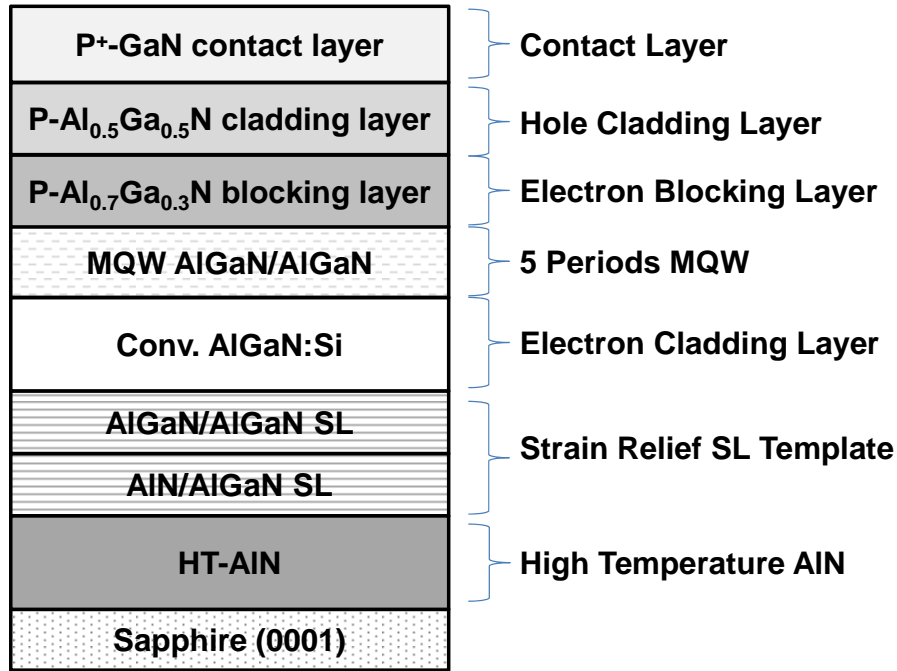 P⁺-GaN contact layer
Contact Layer
P-Al₀.₅Ga₀.₅N cladding layer
Hole Cladding Layer
P-Al₀.₇Ga₀.₃N blocking layer
Electron Blocking Layer
MQW AlGaN/AlGaN
5 Periods MQW
Conv. AlGaN:Si
Electron Cladding Layer
AlGaN/AlGaN SL
Strain Relief SL Template
AlN/AlGaN SL
HT-AlN
High Temperature AlN
Sapphire (0001)